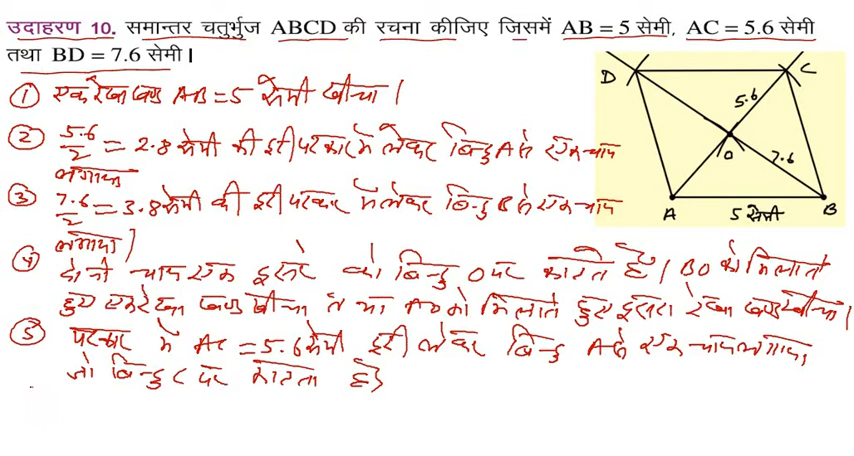 उदाहरण 10. समान्तर चतुर्भुज ABCD की रचना कीजिए जिसमें AB = 5 सेमी, AC = 5.6 सेमी
तथा BD = 7.6 सेमी।
① एक रेखा खण्ड AB = 5 सेमी खींचा।
② 5.6/2 = 2.8 सेमी की दूरी परकार में लेकर बिन्दु A से एक चाप
लगाया
③ 7.6/2 = 3.8 सेमी की दूरी परकार में लेकर बिन्दु B से एक चाप
लगाया।
④ दोनों चाप एक दूसरे को बिन्दु O पर काटते है। BO को मिलाते
हुए एक रेखा खण्ड खींचा तथा AO को मिलाते हुए दूसरा रेखा खण्ड खींचा।
⑤ परकार में AC = 5.6 सेमी दूरी लेकर बिन्दु A से एक चाप लगाया,
जो बिन्दु C पर काटता है।
D
C
5.6
O
7.6
A
5 सेमी
B